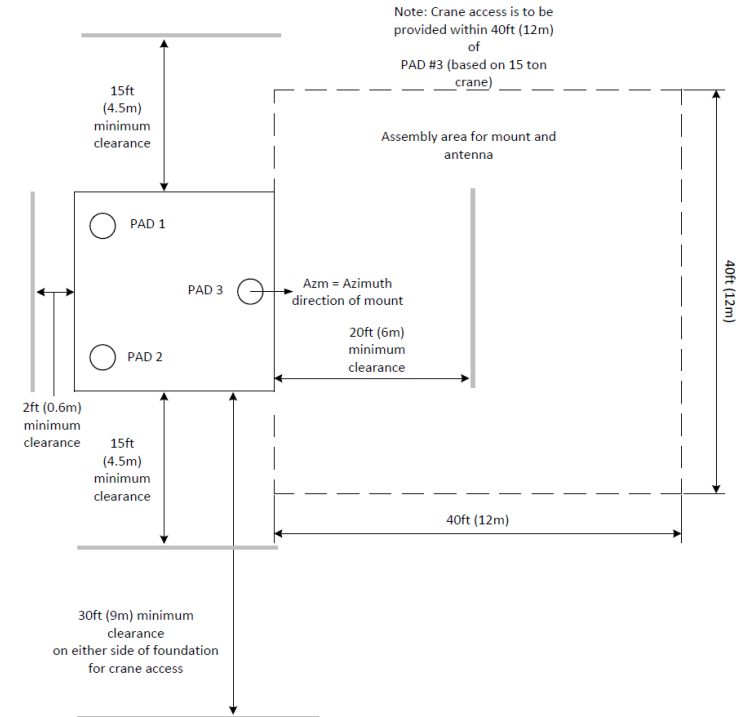 Note: Crane access is to be
provided within 40ft (12m)
of
PAD #3 (based on 15 ton
crane)
15ft
(4.5m)
minimum
clearance
Assembly area for mount and
antenna
PAD 1
PAD 3
Azm = Azimuth
direction of mount
40ft (12m)
20ft (6m)
minimum
clearance
PAD 2
2ft (0.6m)
minimum
clearance
15ft
(4.5m)
minimum
clearance
40ft (12m)
30ft (9m) minimum
clearance
on either side of foundation
for crane access